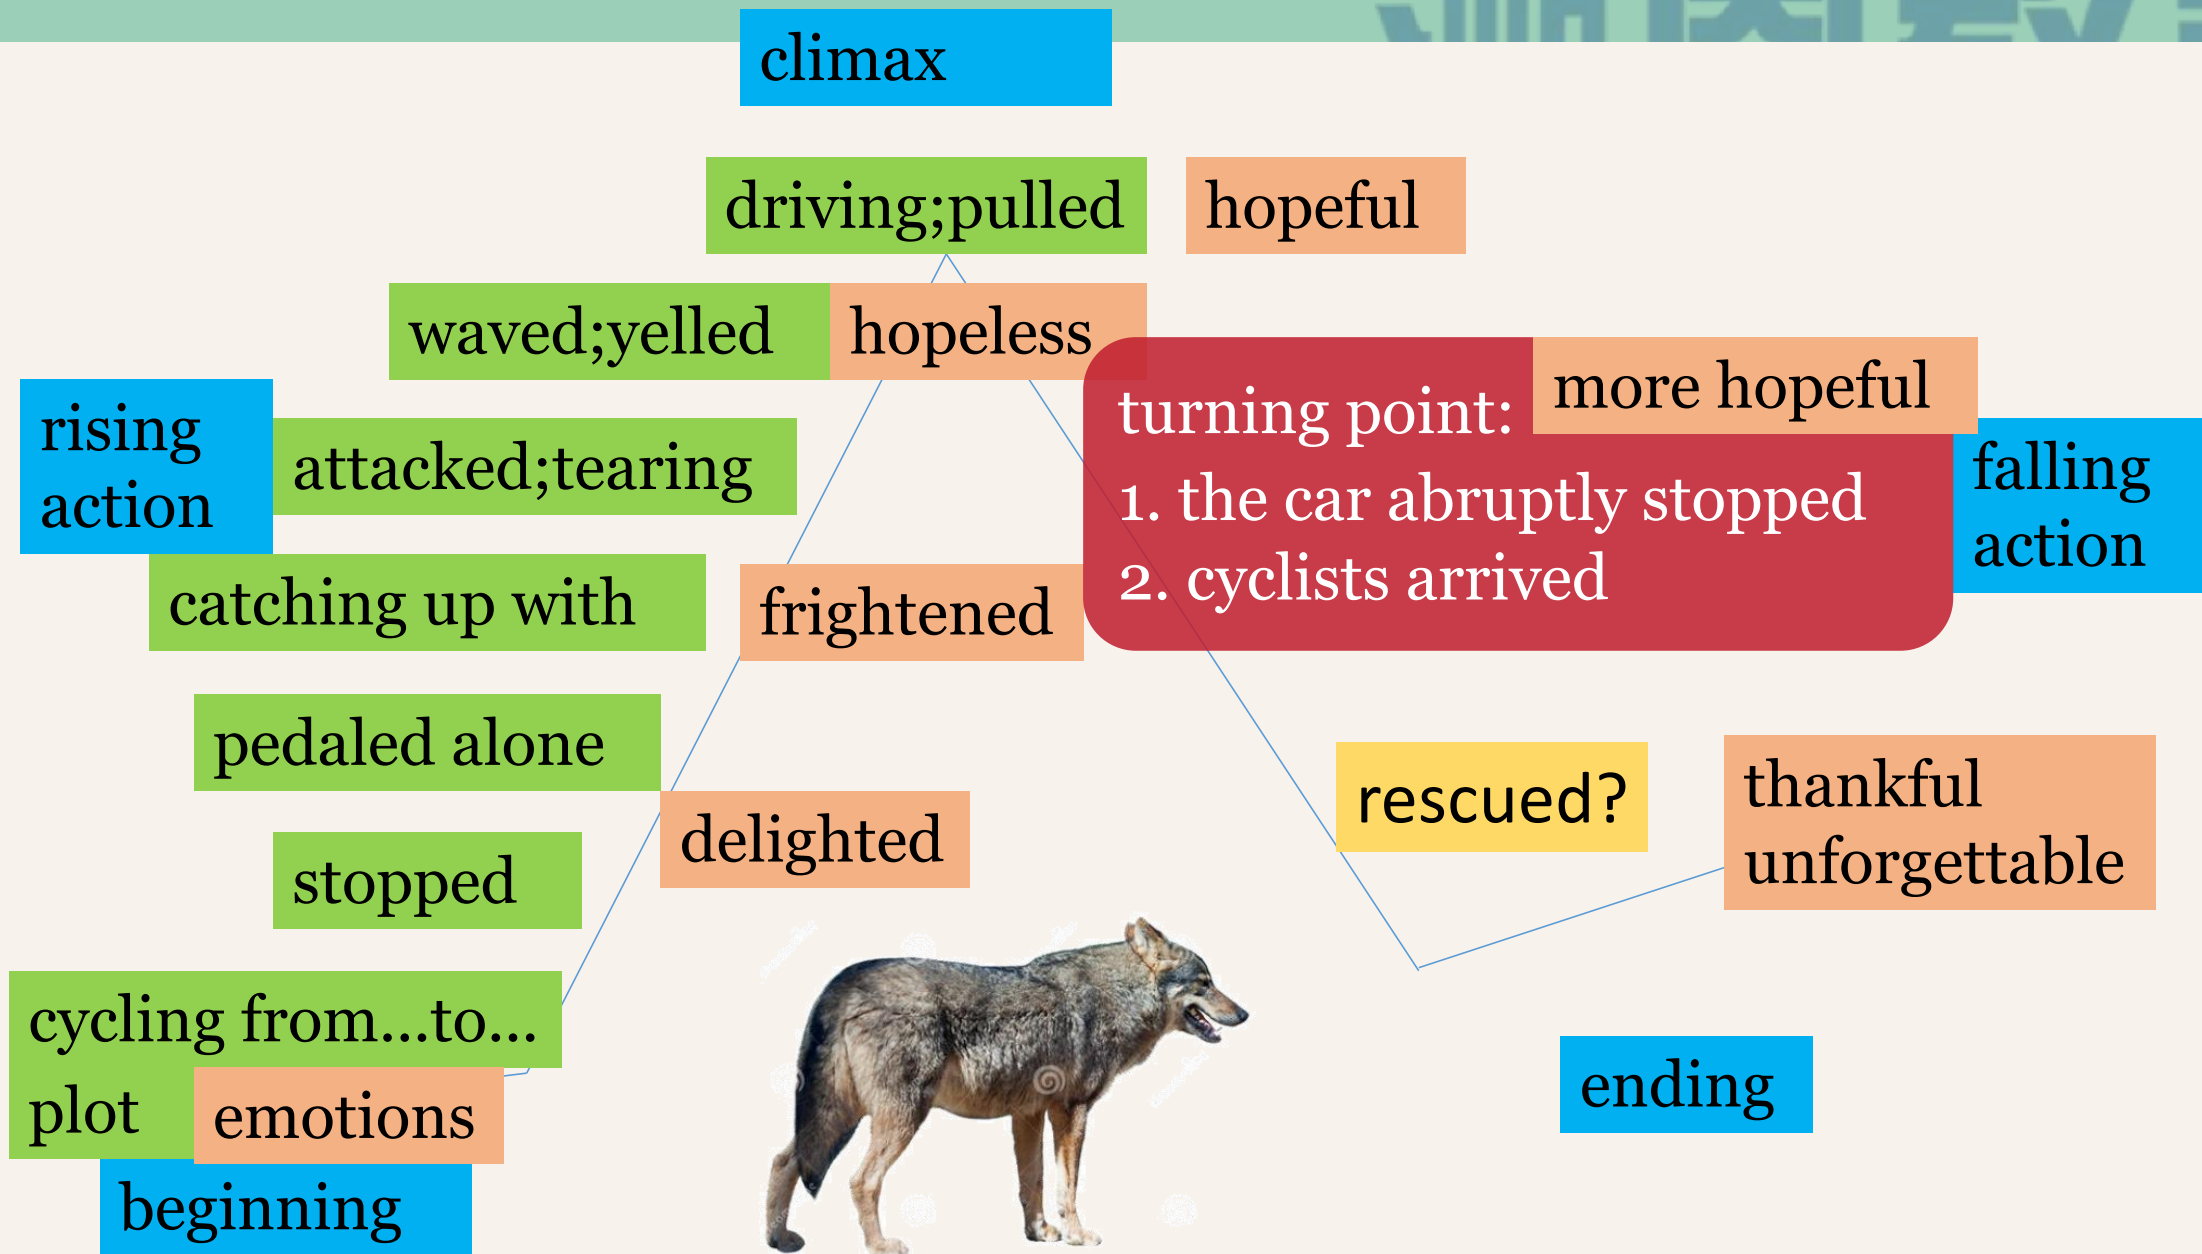 climax
driving;pulled
hopeful
waved;yelled
hopeless
turning point:
more hopeful
1. the car abruptly stopped
2. cyclists arrived
rising
action
attacked;tearing
falling
action
catching up with
frightened
pedaled alone
delighted
rescued?
thankful
unforgettable
stopped
cycling from...to...
plot
emotions
ending
beginning